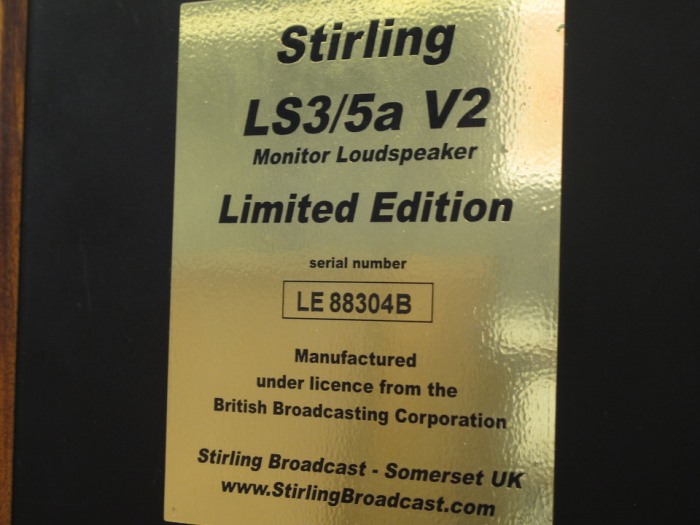 Stirling
LS3/5a V2
Monitor Loudspeaker
Limited Edition
serial number
LE 88304B
Manufactured
under licence from the
British Broadcasting Corporation
Stirling Broadcast - Somerset UK
www.StirlingBroadcast.com